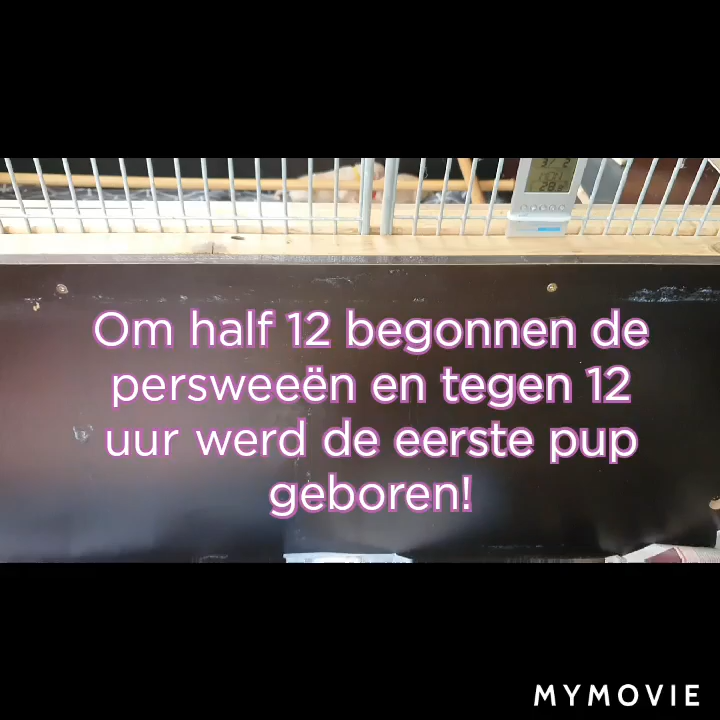 Om half 12 begonnen de
persweeën en tegen 12
uur werd de eerste pup
geboren!
MYMOVIE